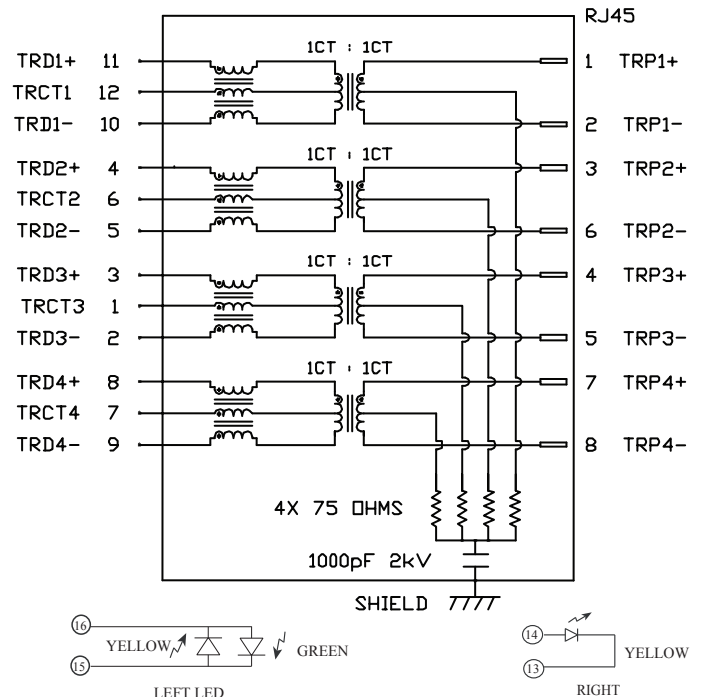 RJ45
1CT : 1CT
TRD1+ 11 1 TRP1+
TRCT1 12
TRD1- 10 2 TRP1-
1CT : 1CT
TRD2+ 4 3 TRP2+
TRCT2 6
TRD2- 5 6 TRP2-
1CT : 1CT
TRD3+ 3 4 TRP3+
TRCT3 1
TRD3- 2 5 TRP3-
1CT : 1CT
TRD4+ 8 7 TRP4+
TRCT4 7
TRD4- 9 8 TRP4-
4X 75 OHMS
1000pF 2kV
SHIELD
16
YELLOW GREEN
15
LEFT LED
14
YELLOW
13
RIGHT